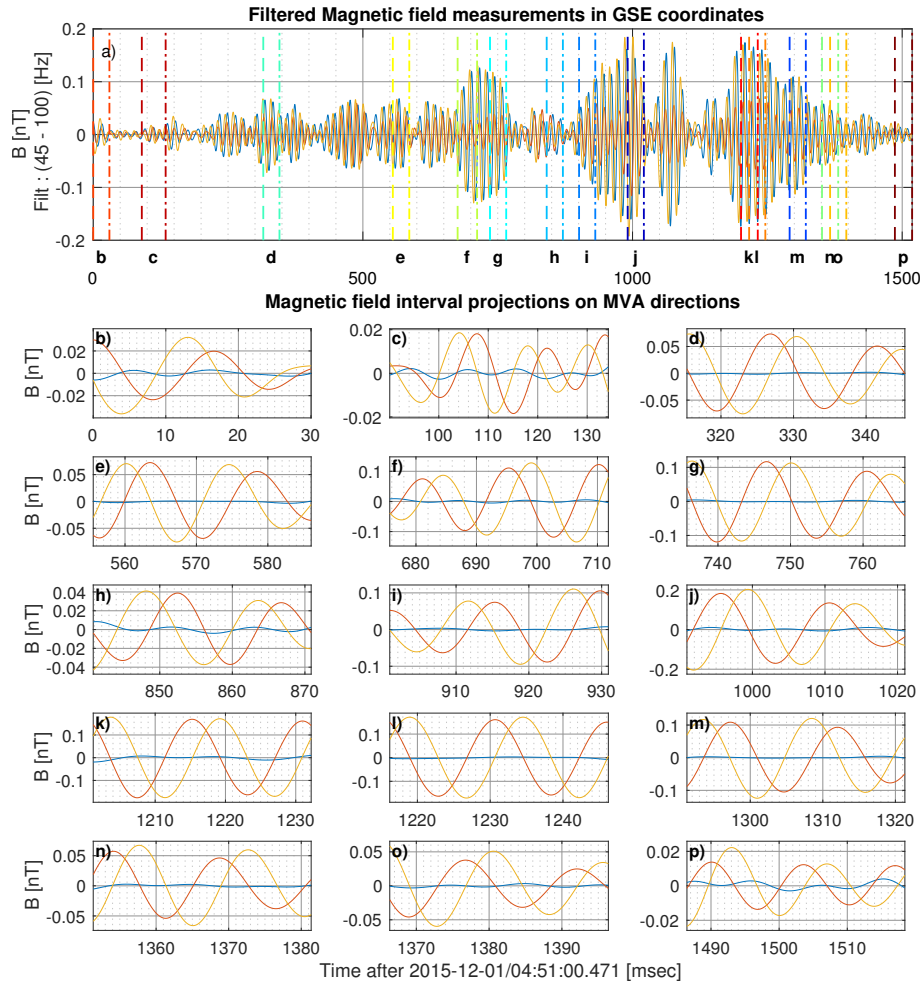 Filtered Magnetic field measurements in GSE coordinates
0.2
0.1
0
-0.1
-0.2
B [nT]
Filt : (45 - 100) [Hz]
a)
b c d e f g h i j k l m n o p
0 500 1000 1500
Magnetic field interval projections on MVA directions
b)
B [nT]
0.02
0
-0.02
0 10 20 30
c)
0.02
0
-0.02
100 110 120 130
d)
0.05
0
-0.05
320 330 340
e)
B [nT]
0.05
0
-0.05
560 570 580
f)
0.1
0
-0.1
680 690 700 710
g)
0.1
0
-0.1
740 750 760
h)
B [nT]
0.04
0.02
0
-0.02
-0.04
850 860 870
i)
0.1
0
-0.1
910 920 930
j)
0.2
0
-0.2
1000 1010 1020
k)
B [nT]
0.1
0
-0.1
1210 1220 1230
l)
0.1
0
-0.1
1220 1230 1240
m)
0.1
0
-0.1
1300 1310 1320
n)
B [nT]
0.05
0
-0.05
1360 1370 1380
o)
0.05
0
-0.05
1370 1380 1390
p)
0.02
0
-0.02
1490 1500 1510
Time after 2015-12-01/04:51:00.471 [msec]